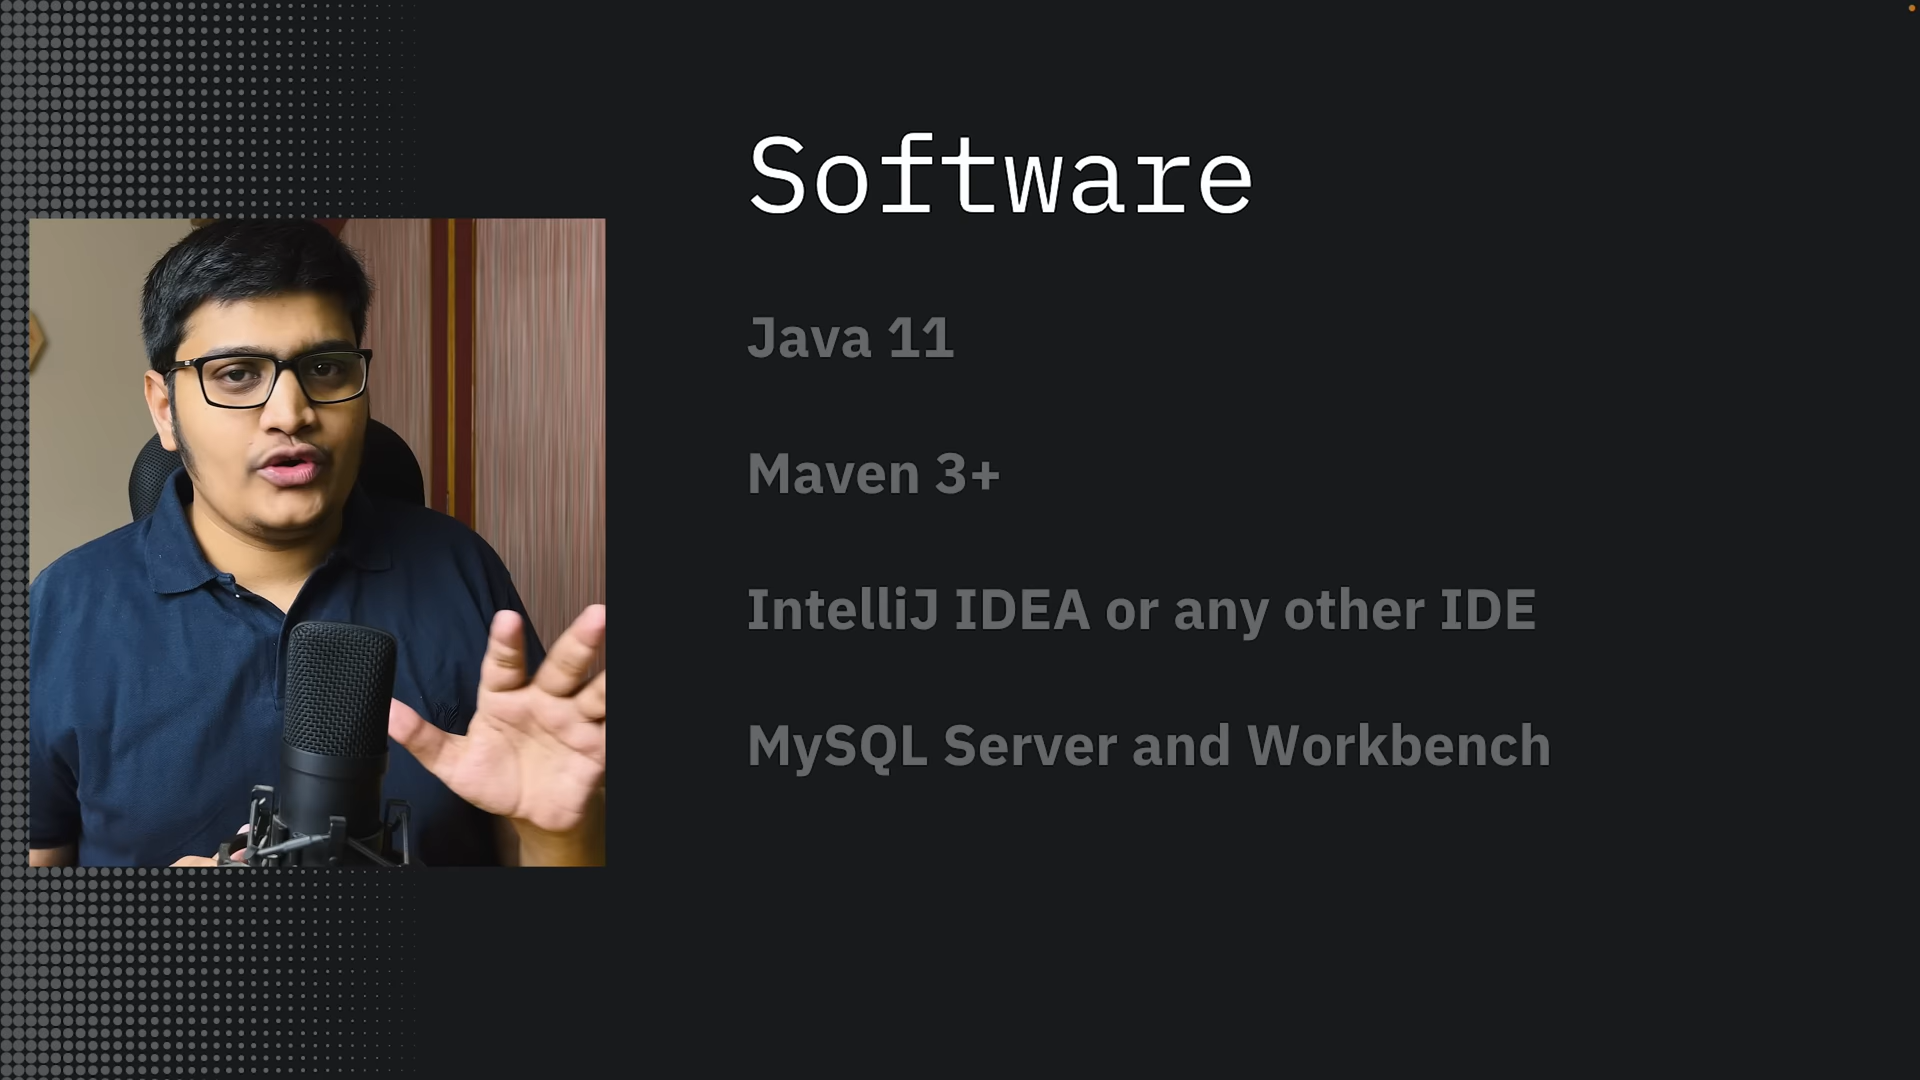 Software
Java 11
Maven 3+
IntelliJ IDEA or any other IDE
MySQL Server and Workbench